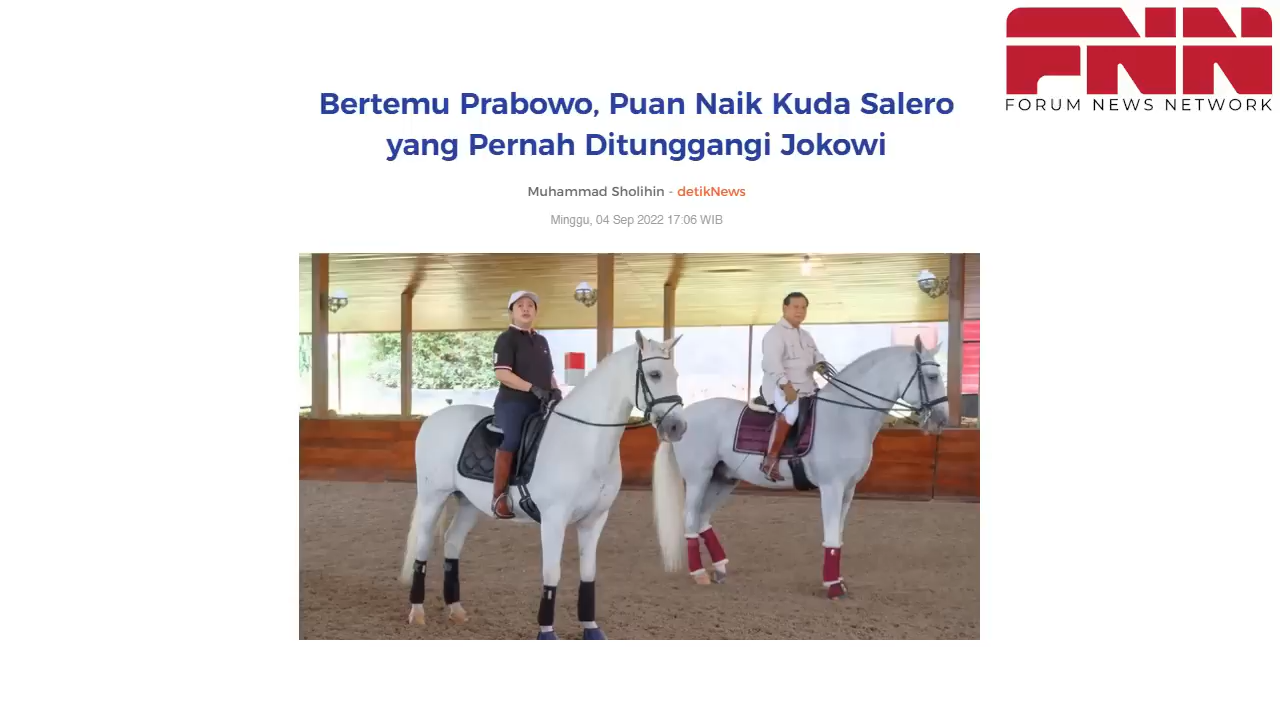 FNN
FORUM NEWS NETWORK
Bertemu Prabowo, Puan Naik Kuda Salero
yang Pernah Ditunggangi Jokowi
Muhammad Sholihin - detikNews
Minggu, 04 Sep 2022 17:06 WIB